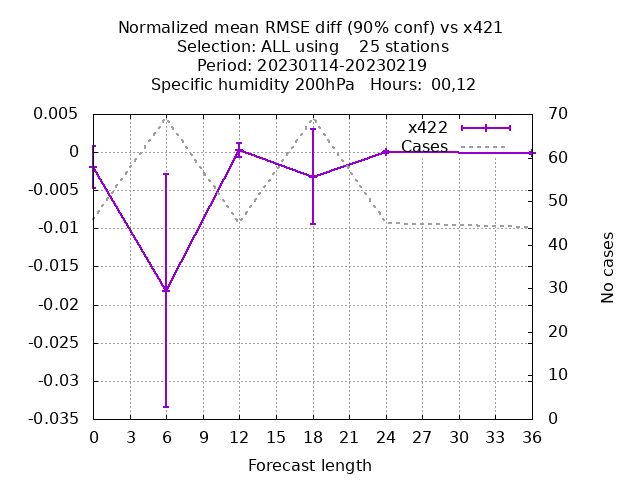 Normalized mean RMSE diff (90% conf) vs x421
Selection: ALL using    25 stations
Period: 20230114-20230219
Specific humidity 200hPa   Hours:  00,12
0.005
0
-0.005
-0.01
-0.015
-0.02
-0.025
-0.03
-0.035
x422
Cases
70
60
50
40
30
20
10
0
No cases
0 3 6 9 12 15 18 21 24 27 30 33 36
Forecast length